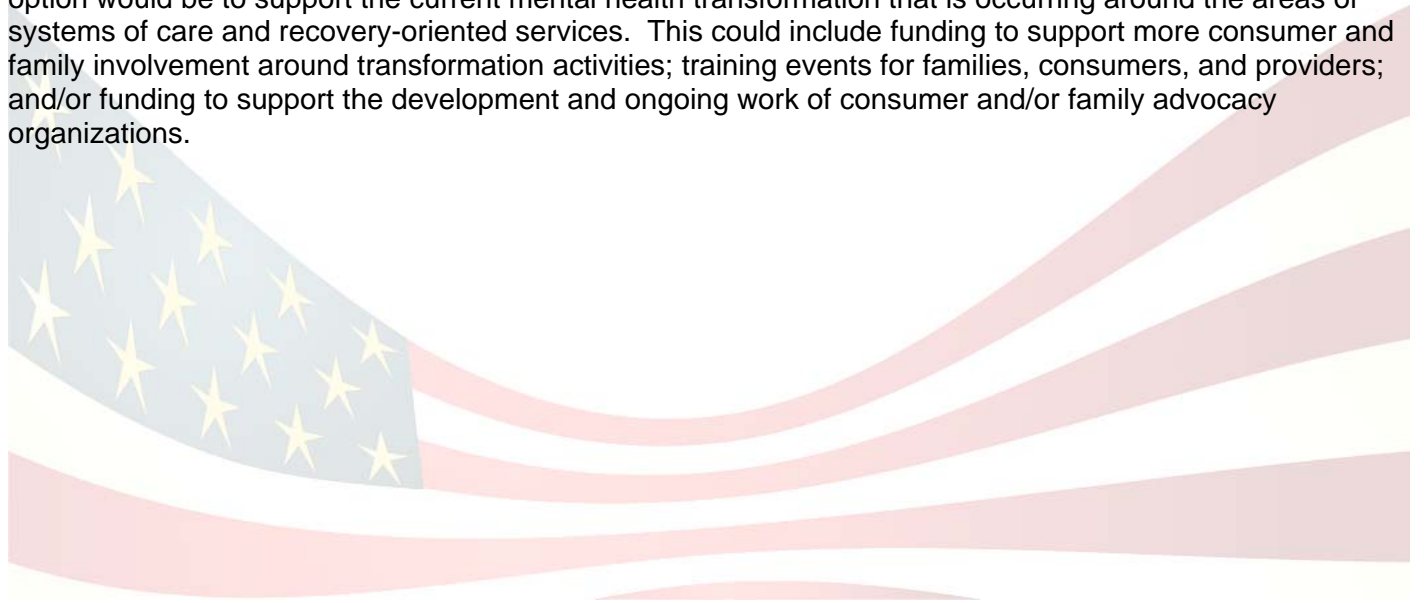 option would be to support the current mental health transformation that is occurring around the areas of
systems of care and recovery-oriented services.  This could include funding to support more consumer and
family involvement around transformation activities; training events for families, consumers, and providers;
and/or funding to support the development and ongoing work of consumer and/or family advocacy
organizations.